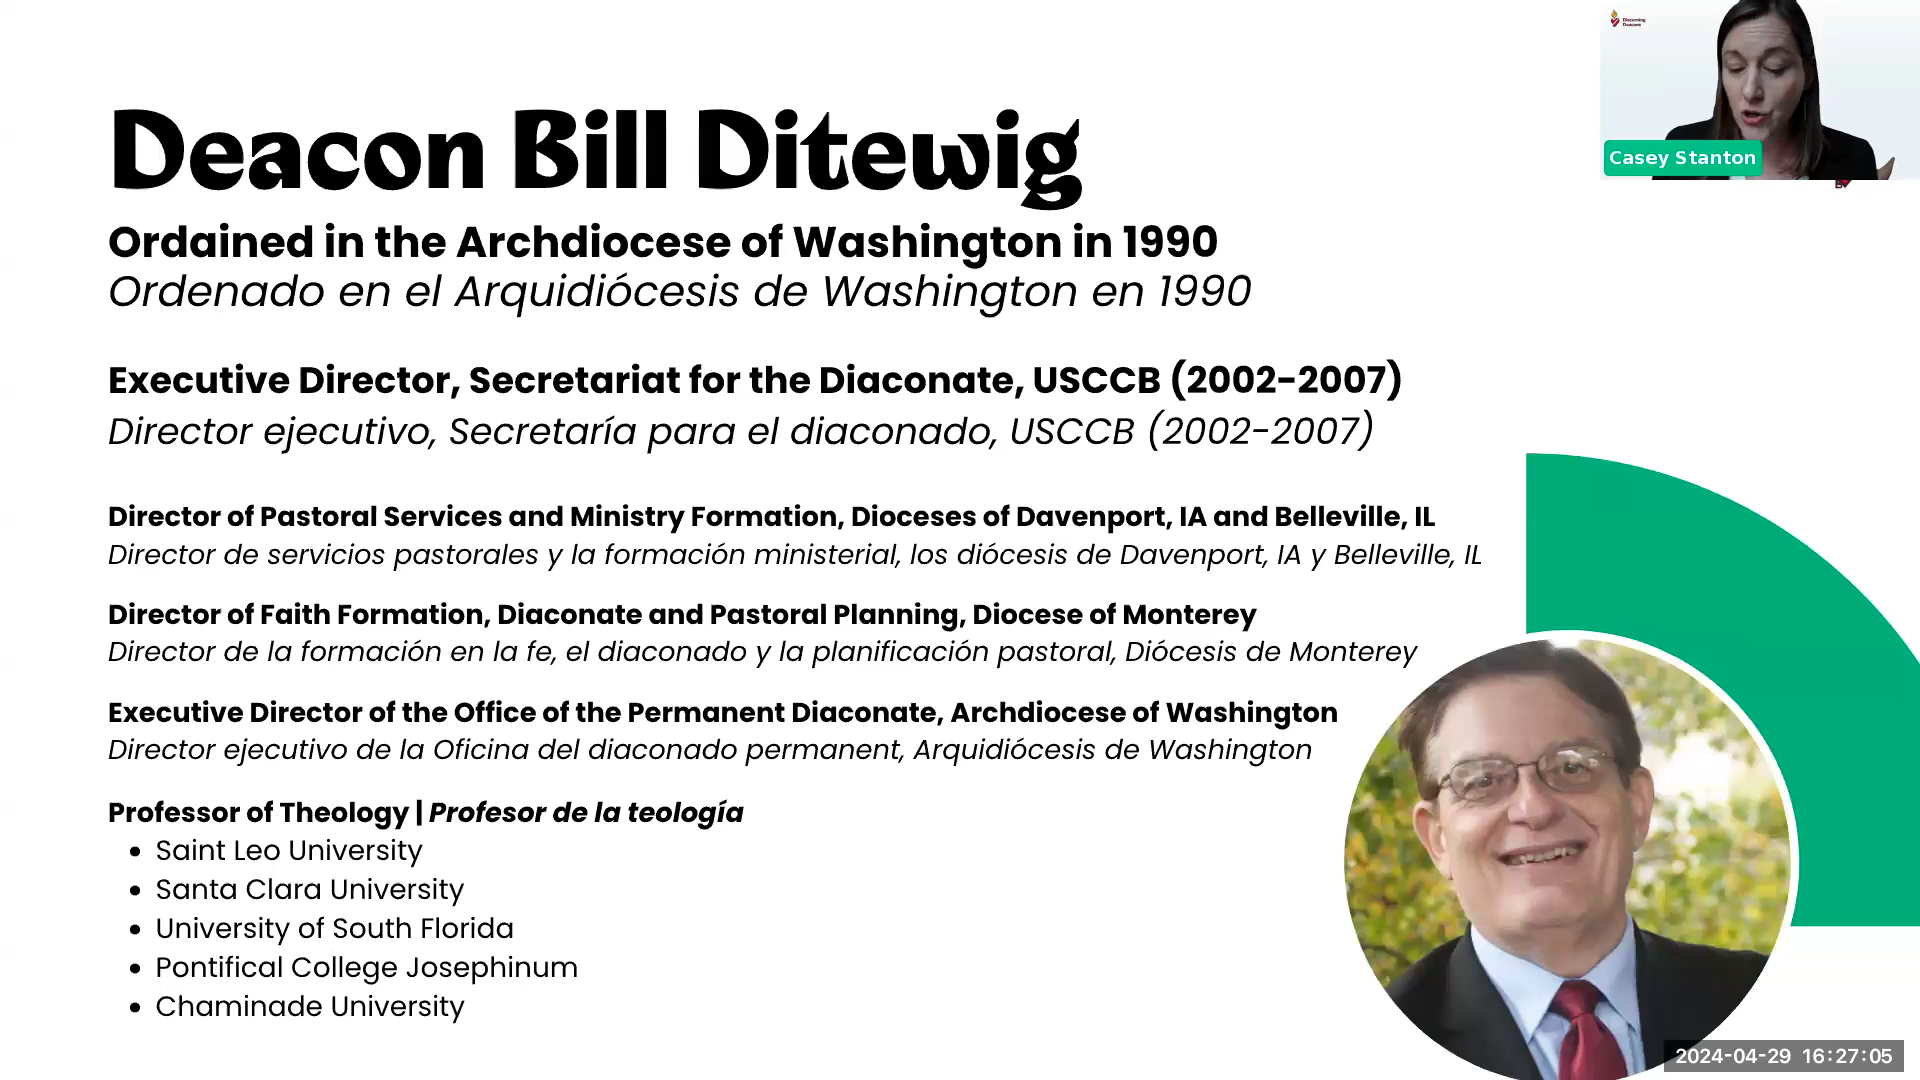 Discerning
Deacons
Casey Stanton
Deacon Bill Ditewig
Ordained in the Archdiocese of Washington in 1990
Ordenado en el Arquidiócesis de Washington en 1990
Executive Director, Secretariat for the Diaconate, USCCB (2002-2007)
Director ejecutivo, Secretaría para el diaconado, USCCB (2002-2007)
Director of Pastoral Services and Ministry Formation, Dioceses of Davenport, IA and Belleville, IL
Director de servicios pastorales y la formación ministerial, los diócesis de Davenport, IA y Belleville, IL
Director of Faith Formation, Diaconate and Pastoral Planning, Diocese of Monterey
Director de la formación en la fe, el diaconado y la planificación pastoral, Diócesis de Monterey
Executive Director of the Office of the Permanent Diaconate, Archdiocese of Washington
Director ejecutivo de la Oficina del diaconado permanent, Arquidiócesis de Washington
Professor of Theology | Profesor de la teología
• Saint Leo University
• Santa Clara University
• University of South Florida
• Pontifical College Josephinum
• Chaminade University
2024-04-29 16:27:05